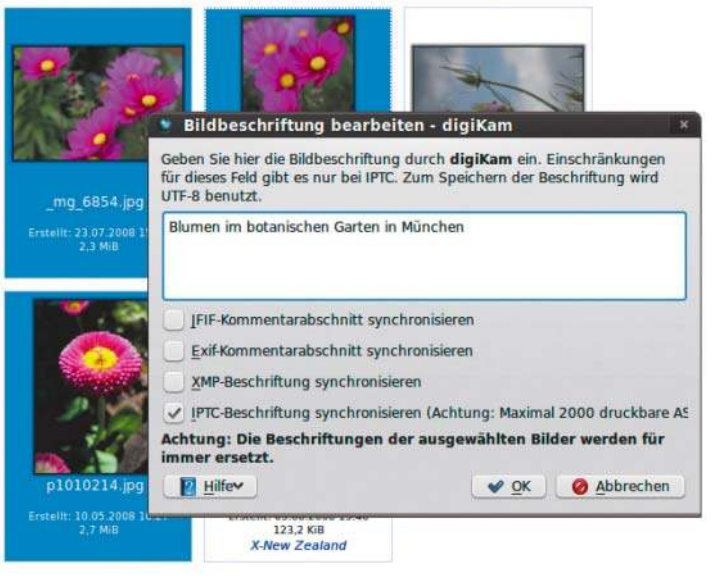 Bildbeschriftung bearbeiten - digiKam
Geben Sie hier die Bildbeschriftung durch digiKam ein. Einschränkungen
für dieses Feld gibt es nur bei IPTC. Zum Speichern der Beschriftung wird
UTF-8 benutzt.
Blumen im botanischen Garten in München
JFIF-Kommentarabschnitt synchronisieren
Exif-Kommentarabschnitt synchronisieren
XMP-Beschriftung synchronisieren
IPTC-Beschriftung synchronisieren (Achtung: Maximal 2000 druckbare AS
Achtung: Die Beschriftungen der ausgewählten Bilder werden für
immer ersetzt.
Hilfe
OK
Abbrechen
_mg_6854.jpg
Erstellt: 23.07.2008
2,3 MiB
p1010214.jpg
Erstellt: 10.05.2008
2,7 MiB
123,2 KiB
X-New Zealand